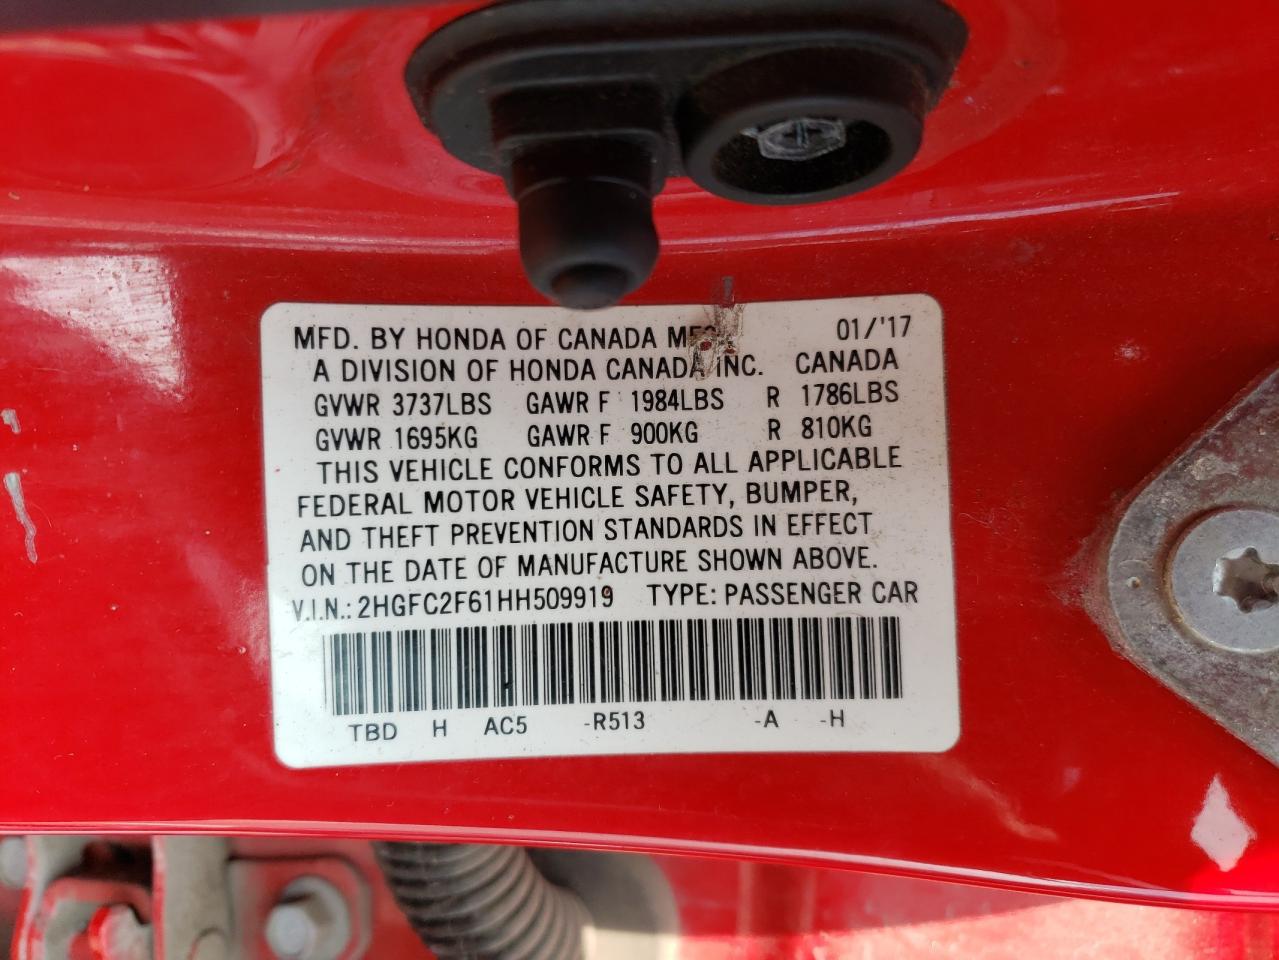 MFD. BY HONDA OF CANADA 01/'17
A DIVISION OF HONDA CANADA INC. CANADA
GVWR 3737LBS GAWR F 1984LBS R 1786LBS
GVWR 1695KG GAWR F 900KG R 810KG
THIS VEHICLE CONFORMS TO ALL APPLICABLE
FEDERAL MOTOR VEHICLE SAFETY, BUMPER,
AND THEFT PREVENTION STANDARDS IN EFFECT
ON THE DATE OF MANUFACTURE SHOWN ABOVE.
V.I.N.: 2HGFC2F61HH509919 TYPE: PASSENGER CAR
TBD H AC5 -R513 -A -H